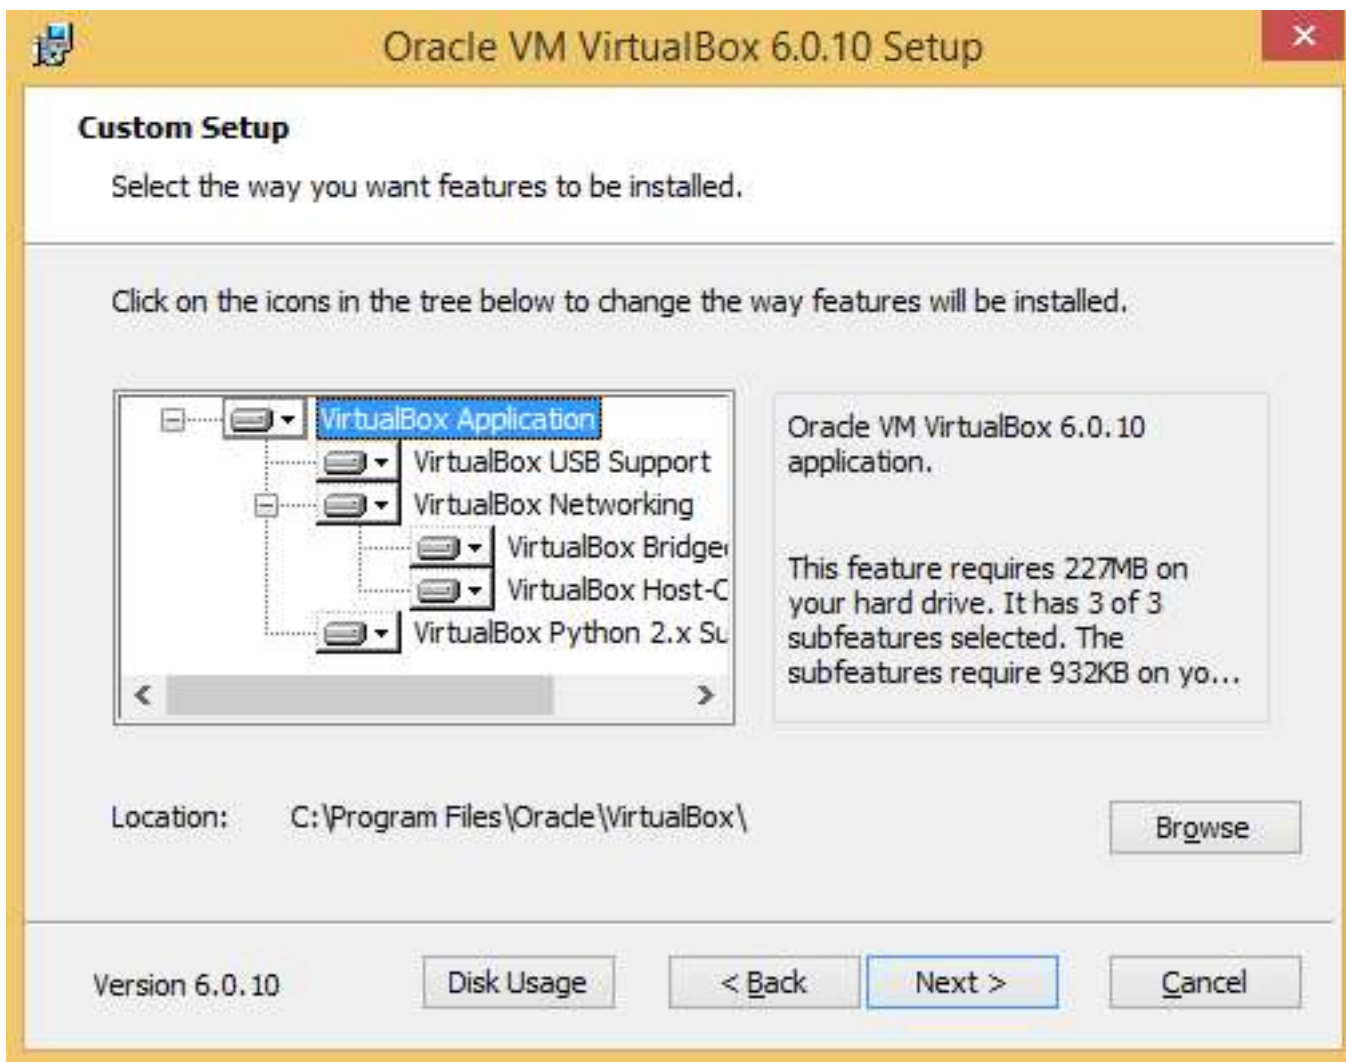 Oracle VM VirtualBox 6.0.10 Setup
Custom Setup
Select the way you want features to be installed.
Click on the icons in the tree below to change the way features will be installed.
VirtualBox Application
VirtualBox USB Support
VirtualBox Networking
VirtualBox Bridge
VirtualBox Host-C
VirtualBox Python 2.x Su
Oracle VM VirtualBox 6.0.10
application.
This feature requires 227MB on
your hard drive. It has 3 of 3
subfeatures selected. The
subfeatures require 932KB on yo...
Location: C:\Program Files\Oracle\VirtualBox\
Browse
Version 6.0.10 Disk Usage < Back Next > Cancel